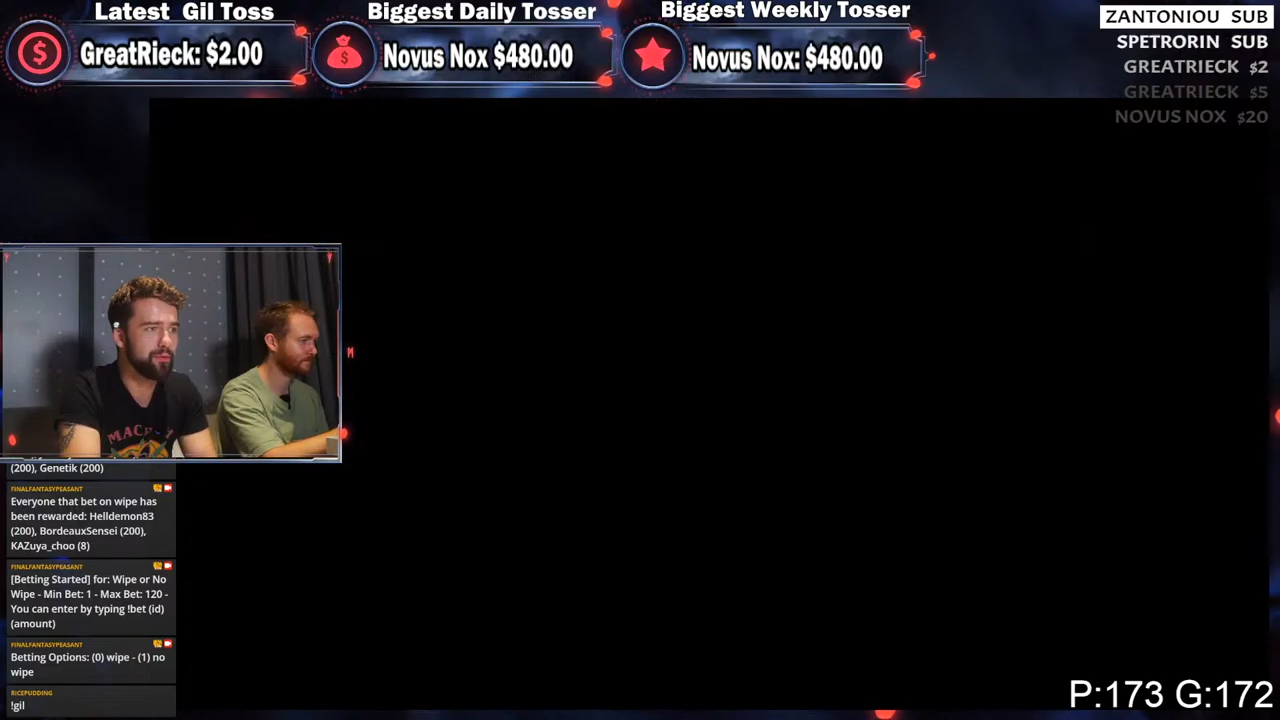 Latest Gil Toss
GreatRieck: $2.00
Biggest Daily Tosser
Novus Nox $480.00
Biggest Weekly Tosser
Novus Nox: $480.00
ZANTONIOU SUB
SPETRORIN SUB
GREATRIECK $2
GREATRIECK $5
NOVUS NOX $20
(200), Genetik (200)
FINALFANTASYPEASANT
Everyone that bet on wipe has
been rewarded: Helldemon83
(200), BordeauxSensei (200),
KAZuya_choo (8)
FINALFANTASYPEASANT
[Betting Started] for: Wipe or No
Wipe - Min Bet: 1 - Max Bet: 120 -
You can enter by typing !bet (id)
(amount)
FINALFANTASYPEASANT
Betting Options: (0) wipe - (1) no
wipe
RICEPUDDING
!gil
P:173 G:172